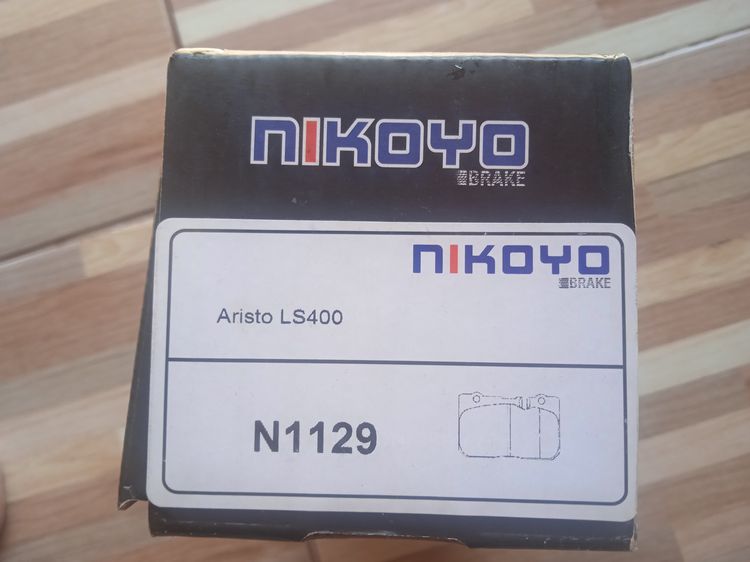 NIKOYO
BRAKE
NIKOYO
BRAKE
Aristo LS400
N1129